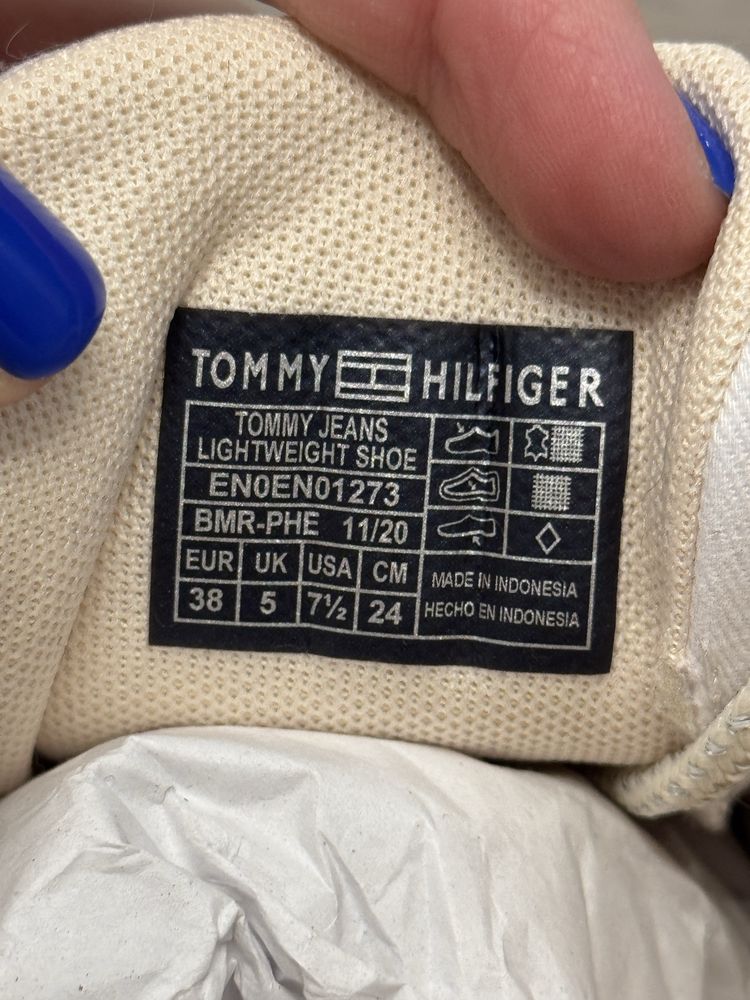 TOMMY HILFIGER
TOMMY JEANS
LIGHTWEIGHT SHOE
EN0EN01273
BMR-PHE 11/20
EUR UK USA CM
38 5 7½ 24
MADE IN INDONESIA
HECHO EN INDONESIA